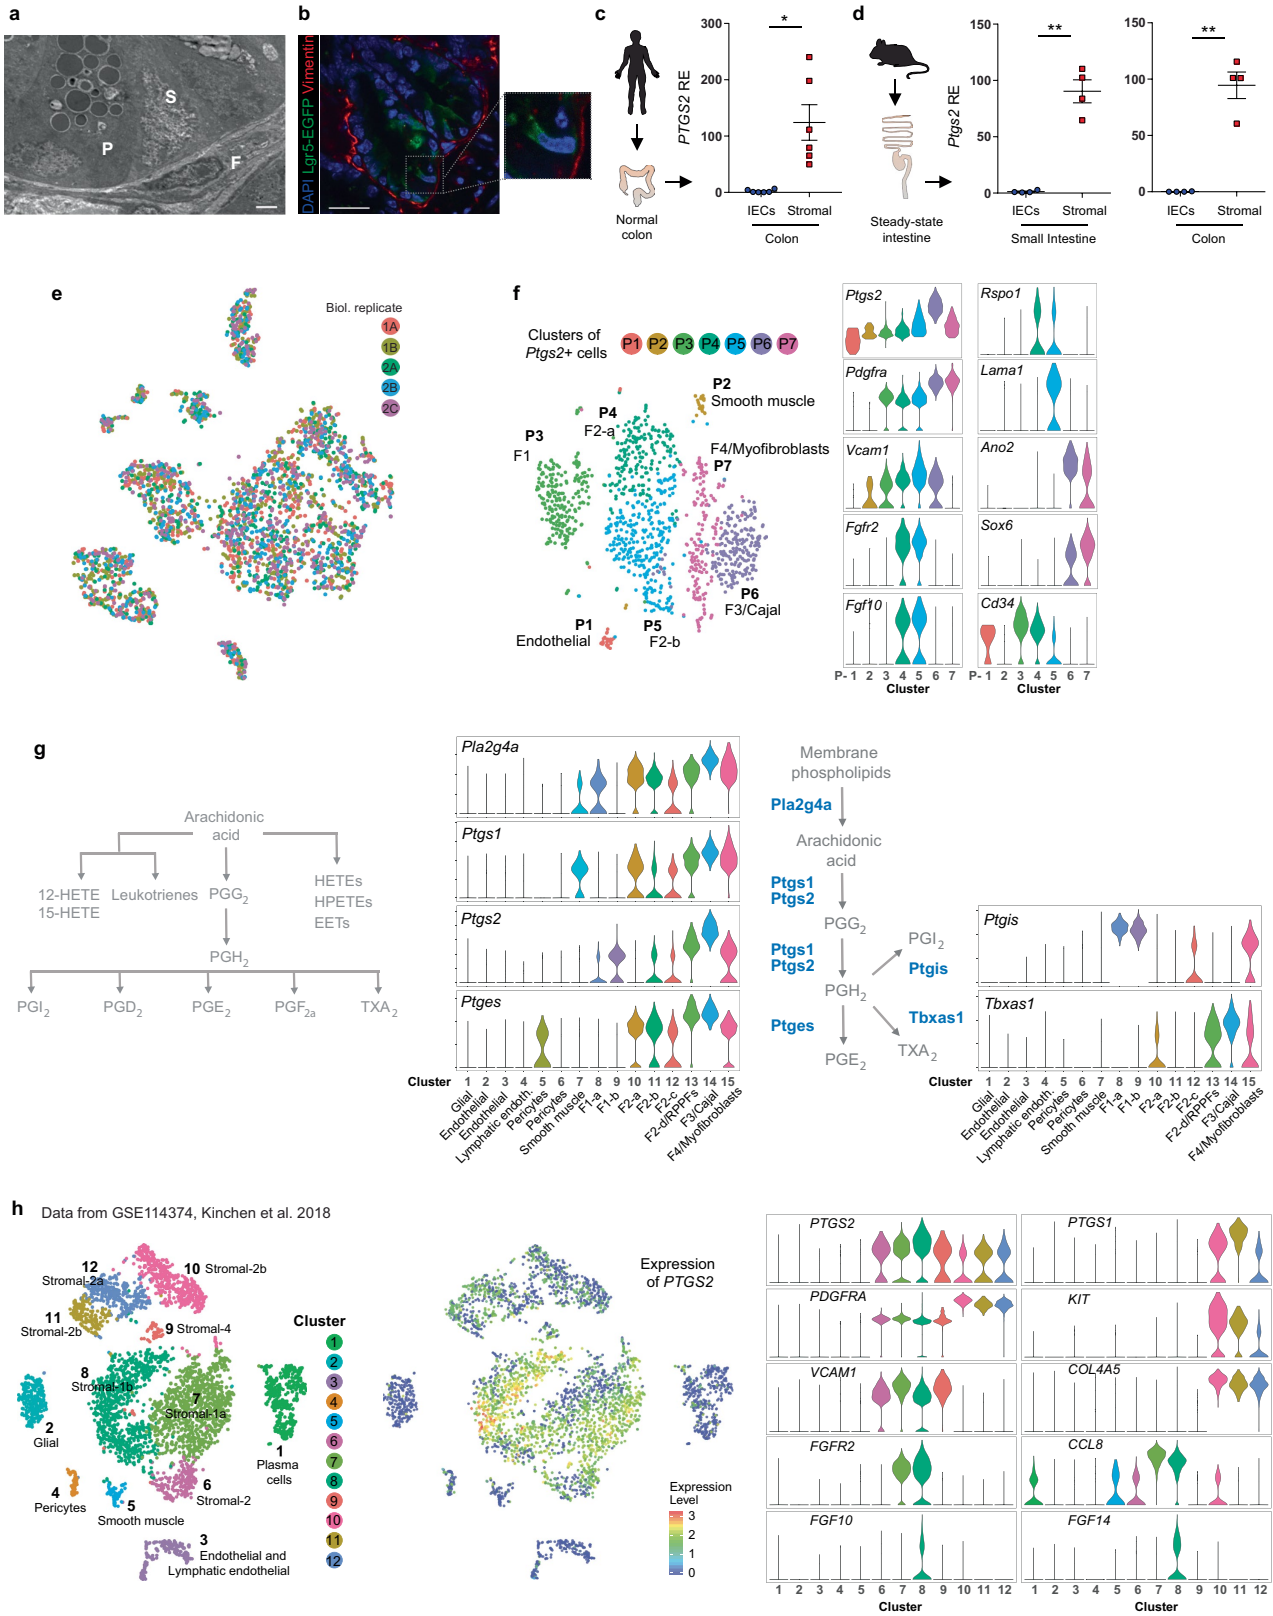 a
S
P
F
b
DAPI Lgr5-EGFP Vimentin
c
Normal
colon
PTGS2 RE
300
200
100
0
*
IECs Stromal
Colon
d
Steady-state
intestine
Ptgs2 RE
150
100
50
0
**
IECs Stromal
Small Intestine
150
100
50
0
**
IECs Stromal
Colon
e
Biol. replicate
1A
1B
2A
2B
2C
f
Clusters of
Ptgs2+ cells
P1 P2 P3 P4 P5 P6 P7
P2
Smooth muscle
P4
F2-a
P3
F1
F4/Myofibroblasts
P7
P6
F3/Cajal
P1
Endothelial
P5
F2-b
Ptgs2
Pdgfra
Vcam1
Fgfr2
Fgf10
P- 1 2 3 4 5 6 7
Cluster
Rspo1
Lama1
Ano2
Sox6
Cd34
P- 1 2 3 4 5 6 7
Cluster
g
Arachidonic
acid
12-HETE
15-HETE
Leukotrienes
PGG2
HETEs
HPETEs
EETs
PGH2
PGI2 PGD2 PGE2 PGF2a TXA2
Pla2g4a
Ptgs1
Ptgs2
Ptges
Cluster 1 2 3 4 5 6 7 8 9 10 11 12 13 14 15
Glial
Endothelial
Endothelial
Lymphatic endoth.
Pericytes
Pericytes
Smooth muscle
F1-a
F1-b
F2-a
F2-b
F2-c
F2-d/RPPFs
F3/Cajal
F4/Myofibroblasts
Membrane
phospholipids
Pla2g4a
Arachidonic
acid
Ptgs1
Ptgs2
PGG2
Ptgs1
Ptgs2
PGH2
PGI2
Ptgis
Ptges
Tbxas1
PGE2
TXA2
Ptgis
Tbxas1
Cluster 1 2 3 4 5 6 7 8 9 10 11 12 13 14 15
Glial
Endothelial
Endothelial
Lymphatic endoth.
Pericytes
Pericytes
Smooth muscle
F1-a
F1-b
F2-a
F2-b
F2-c
F2-d/RPPFs
F3/Cajal
F4/Myofibroblasts
h
Data from GSE114374, Kinchen et al. 2018
12
Stromal-2a
10 Stromal-2b
11
Stromal-2b
9 Stromal-4
8
Stromal-1b
7
Stromal-1a
2
Glial
1
Plasma
cells
4
Pericytes
5
Smooth muscle
6
Stromal-2
3
Endothelial and
Lymphatic endothelial
Cluster
1
2
3
4
5
6
7
8
9
10
11
12
Expression
of PTGS2
Expression
Level
3
2
1
0
PTGS2
PDGFRA
VCAM1
FGFR2
FGF10
1 2 3 4 5 6 7 8 9 10 11 12
Cluster
PTGS1
KIT
COL4A5
CCL8
FGF14
1 2 3 4 5 6 7 8 9 10 11 12
Cluster